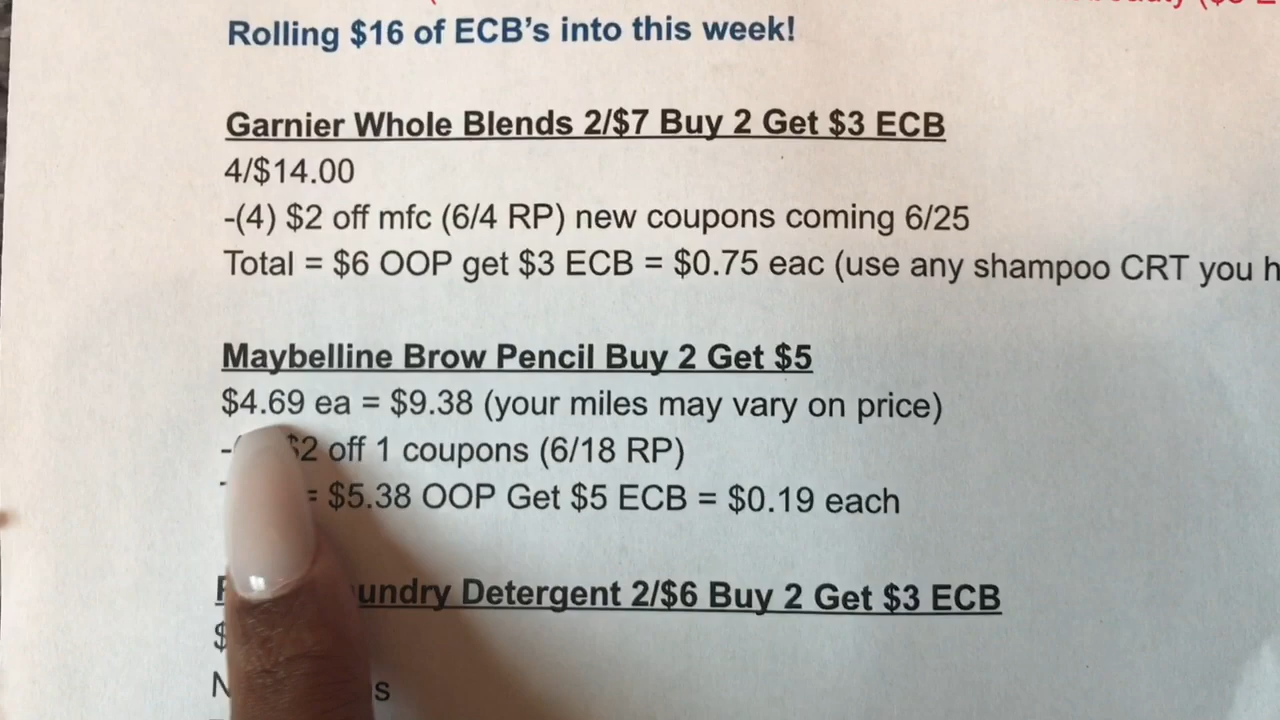 Rolling $16 of ECB's into this week!
Garnier Whole Blends 2/$7 Buy 2 Get $3 ECB
4/$14.00
-(4) $2 off mfc (6/4 RP) new coupons coming 6/25
Total = $6 OOP get $3 ECB = $0.75 eac (use any shampoo CRT you h
Maybelline Brow Pencil Buy 2 Get $5
$4.69 ea = $9.38 (your miles may vary on price)
-( $2 off 1 coupons (6/18 RP)
= $5.38 OOP Get $5 ECB = $0.19 each
undry Detergent 2/$6 Buy 2 Get $3 ECB
$
N s